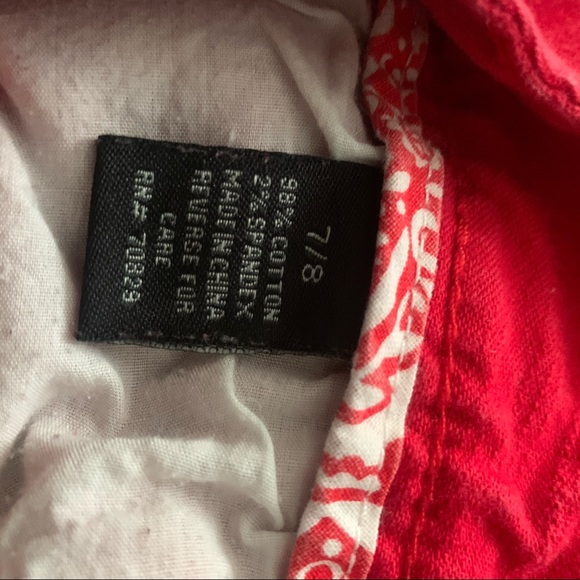 7/8
98% COTTON
2% SPANDEX
MADE IN CHINA
REVERSE FOR
CARE
RN# 70829